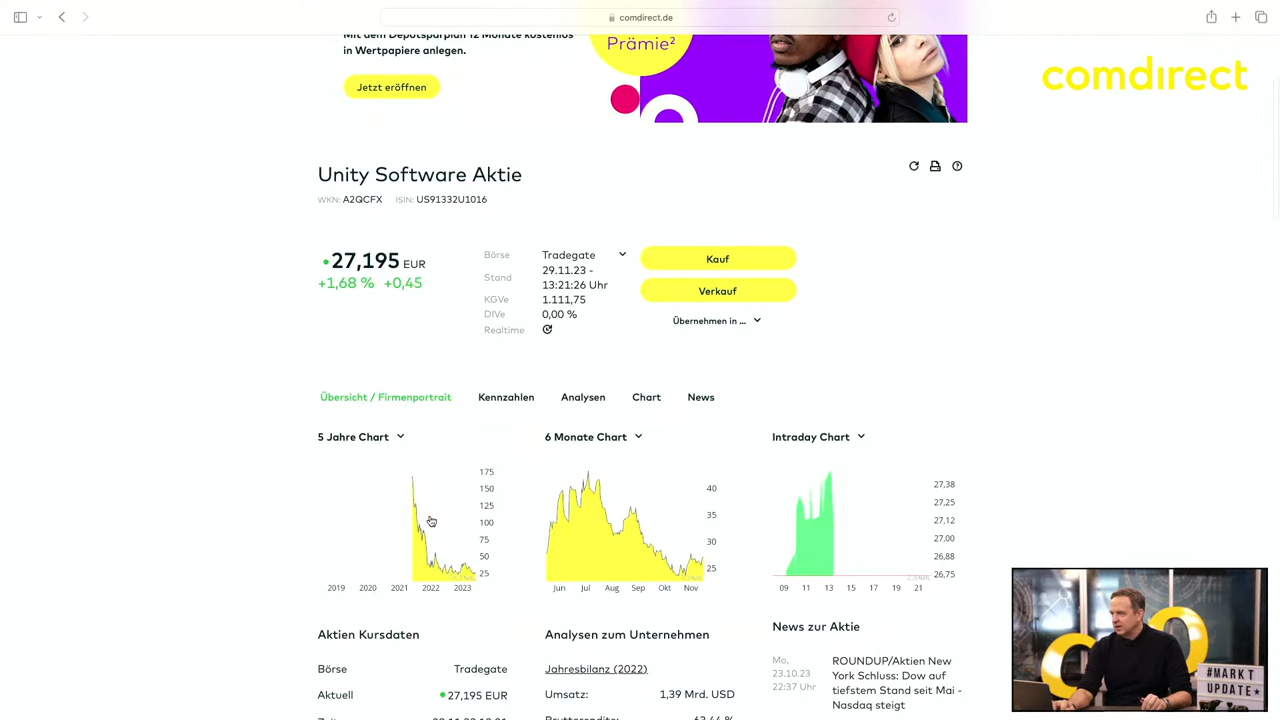 comdirect.de
Mit dem Depotsparplan 12 Monate kostenlos
in Wertpapiere anlegen.
Jetzt eröffnen
Prämie²
comdirect
Unity Software Aktie
WKN: A2QCFX ISIN: US91332U1016
27,195 EUR
+1,68 % +0,45
Börse Tradegate
Stand 29.11.23 -
13:21:26 Uhr
KGVe 1.111,75
DIVe 0,00 %
Realtime
Kauf
Verkauf
Übernehmen in ...
Übersicht / Firmenportrait Kennzahlen Analysen Chart News
5 Jahre Chart
175
150
125
100
75
50
25
2019 2020 2021 2022 2023
6 Monate Chart
40
35
30
25
Jun Jul Aug Sep Okt Nov
Intraday Chart
27,38
27,25
27,12
27,00
26,88
26,75
09 11 13 15 17 19 21
Aktien Kursdaten
Börse Tradegate
Aktuell 27,195 EUR
Analysen zum Unternehmen
Jahresbilanz (2022)
Umsatz: 1,39 Mrd. USD
News zur Aktie
Mo,
23.10.23
22:37 Uhr
ROUNDUP/Aktien New
York Schluss: Dow auf
tiefstem Stand seit Mai -
Nasdaq steigt
#MARKT
UPDATE